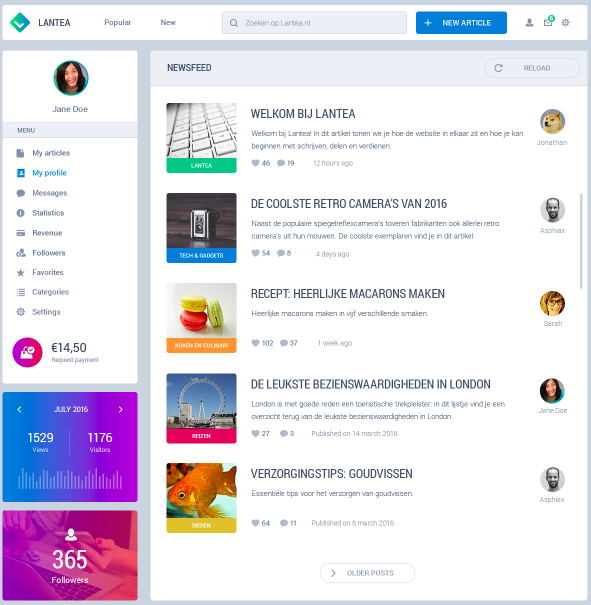 LANTEA
Popular
New
Zoeken op Lantea.nl
+ NEW ARTICLE
6
Jane Doe
MENU
My articles
My profile
Messages
Statistics
Revenue
Followers
Favorites
Categories
Settings
€14,50
Request payment
JULY 2016
1529
Views
1176
Visitors
365
Followers
NEWSFEED
RELOAD
LANTEA
WELKOM BIJ LANTEA
Welkom bij Lantea! In dit artikel tonen we je hoe de website in elkaar zit en hoe je kan
beginnen met schrijven, delen en verdienen.
46 19 12 hours ago
Jonathan
TECH & GADGETS
DE COOLSTE RETRO CAMERA'S VAN 2016
Naast de populaire spiegelreflexcamera's toveren fabrikanten ook allerlei retro
camera's uit hun mouwen. De coolste exemplaren vind je in dit artikel
54 8 4 days ago
Asphiax
KOKEN EN CULINAIR
RECEPT: HEERLIJKE MACARONS MAKEN
Heerlijke macarons maken in vijf verschillende smaken.
102 37 1 week ago
Sarah
REIZEN
DE LEUKSTE BEZIENSWAARDIGHEDEN IN LONDON
London is met goede reden een toeristische trekpleister: in dit lijstje vind je een
overzicht terug van de leukste bezienswaardigheden in London.
27 3 Published on 14 march 2016
Jane Doe
DIEREN
VERZORGINGSTIPS: GOUDVISSEN
Essentiële tips voor het verzorgen van goudvissen.
64 11 Published on 8 march 2016
Asphiax
OLDER POSTS